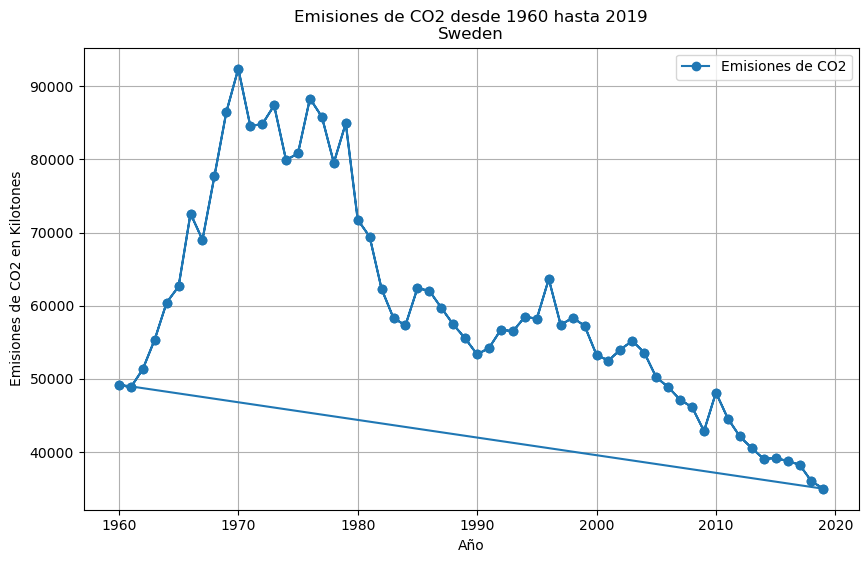 Emisiones de CO2 desde 1960 hasta 2019
Sweden
Emisiones de CO2
Emisiones de CO2 en Kilotones
90000
80000
70000
60000
50000
40000
1960
1970
1980
1990
2000
2010
2020
Año